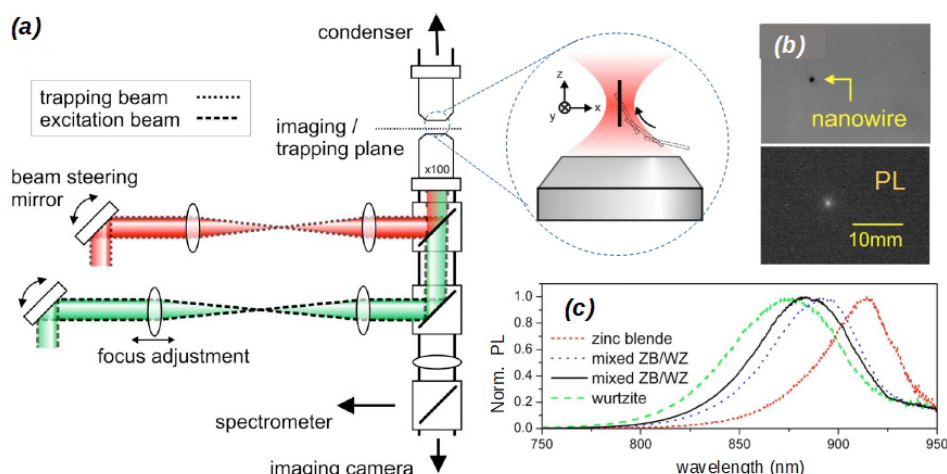 (a)
condenser
trapping beam
excitation beam
imaging /
trapping plane
x100
beam steering
mirror
focus adjustment
spectrometer
imaging camera
z
y
x
(b)
nanowire
PL
10mm
(c)
Norm. PL
1.0
0.8
0.6
0.4
0.2
0.0
zinc blende
mixed ZB/WZ
mixed ZB/WZ
wurtzite
750
800
850
900
950
wavelength (nm)